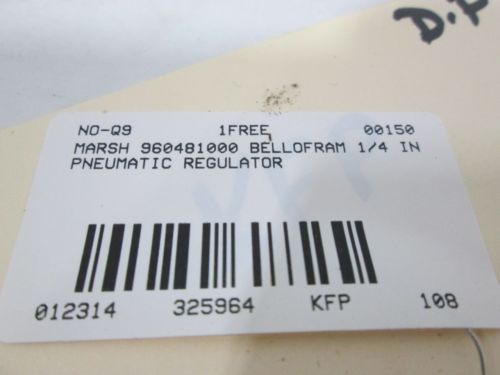 NO-Q9 1FREE 00150
MARSH 960481000 BELLOFRAM 1/4 IN
PNEUMATIC REGULATOR
012314 325964 KFP 108